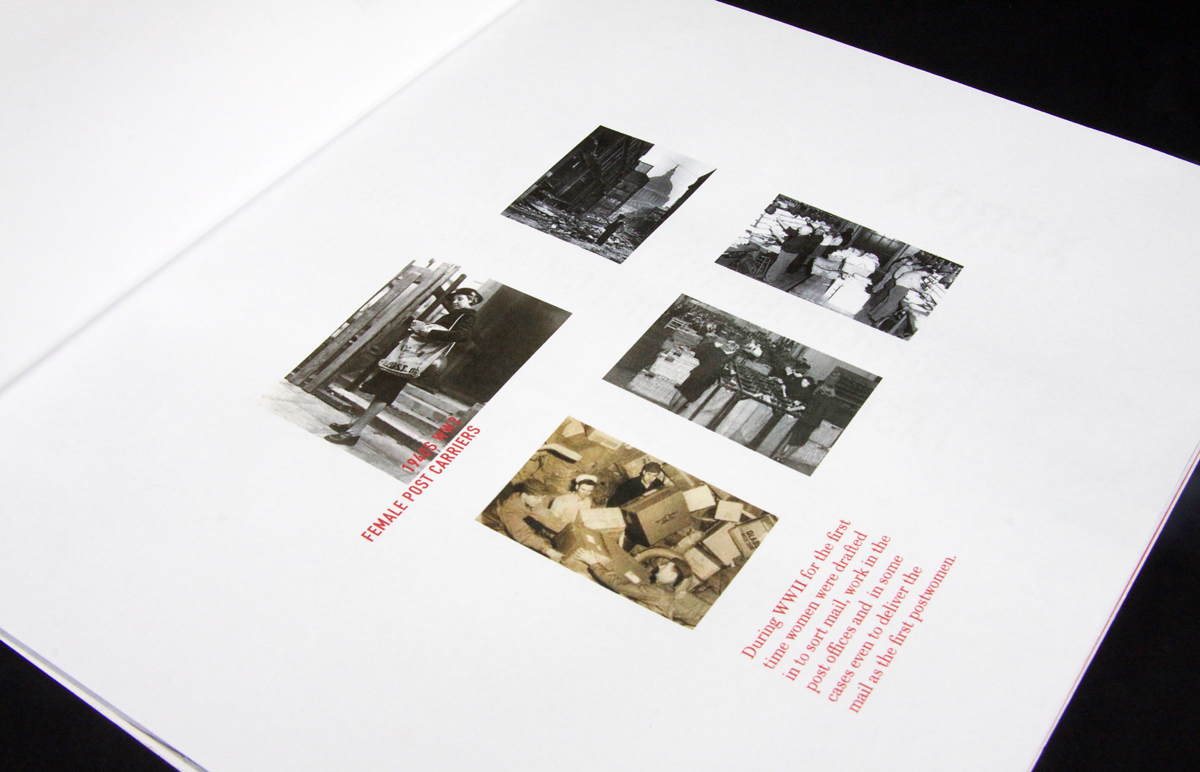 1940S WWII
FEMALE POST CARRIERS
During WWII for the first
time women were drafted
in to sort mail, work in the
post offices and in some
cases even to deliver the
mail as the first postwomen.